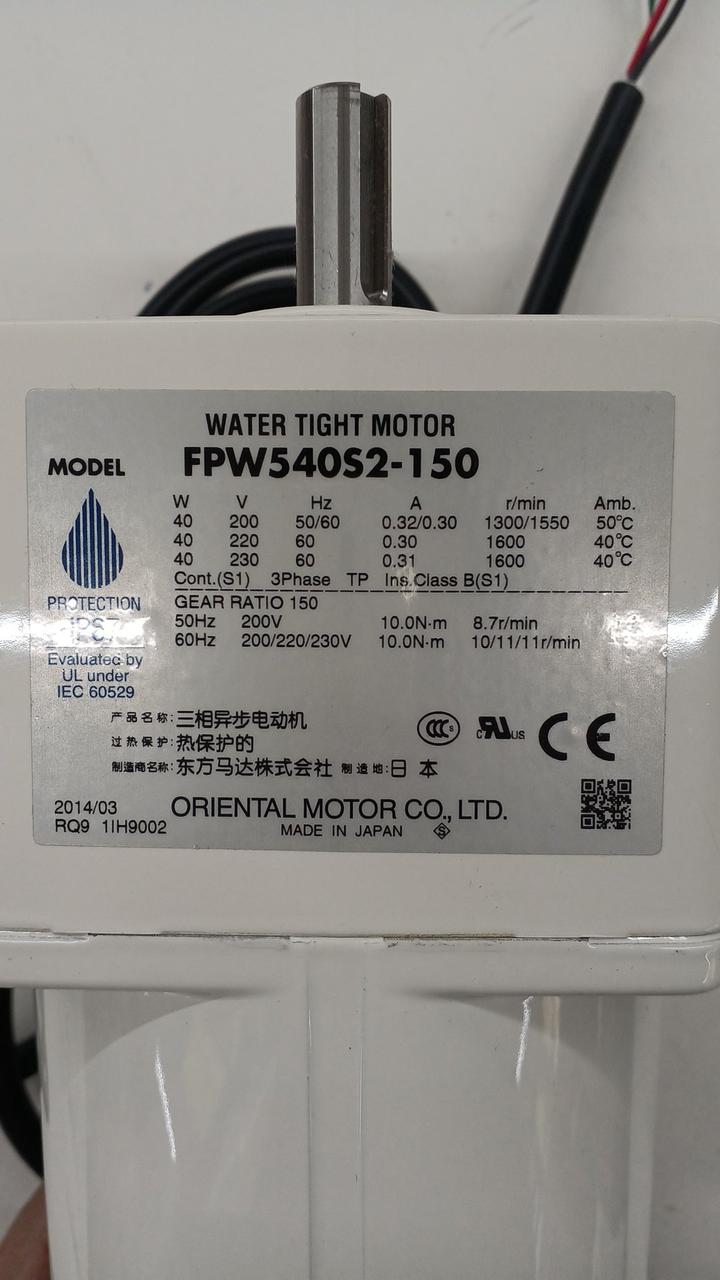 WATER TIGHT MOTOR
MODEL FPW540S2-150
W V Hz A r/min Amb.
40 200 50/60 0.32/0.30 1300/1550 50°C
40 220 60 0.30 1600 40°C
40 230 60 0.31 1600 40°C
Cont.(S1) 3Phase TP Ins.Class B(S1)
PROTECTION
IP67
Evaluated by
UL under
IEC 60529
GEAR RATIO 150
50Hz 200V 10.0N·m 8.7r/min
60Hz 200/220/230V 10.0N·m 10/11/11r/min
产品名称:三相异步电动机
过热保护:热保护的
制造商名称:东方马达株式会社 制造地:日本
CCC S
c RU US
CE
2014/03
RQ9 1IH9002
ORIENTAL MOTOR CO., LTD.
MADE IN JAPAN S